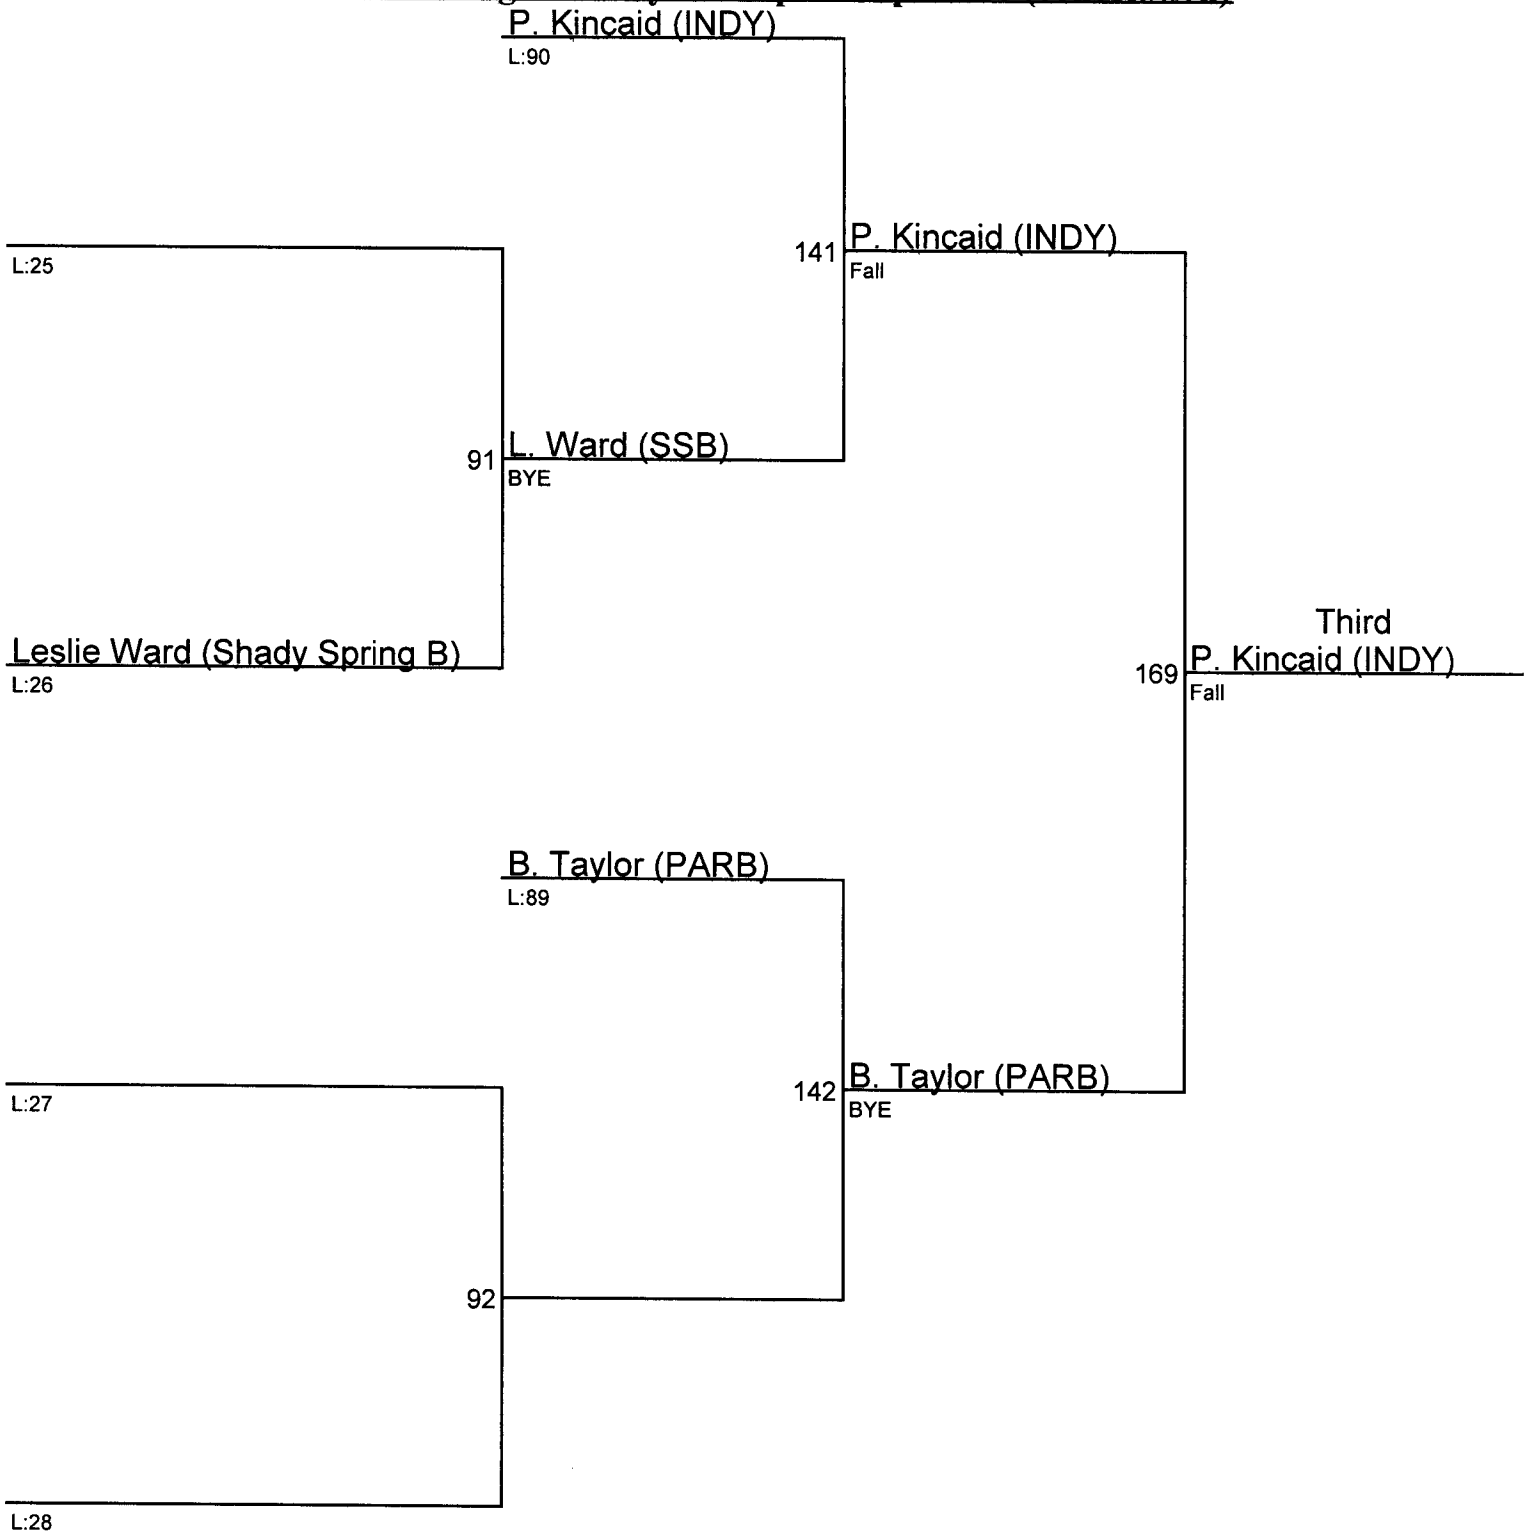 P. Kincaid (INDY)
L:90
L:25
141
P. Kincaid (INDY)
Fall
91
L. Ward (SSB)
BYE
Leslie Ward (Shady Spring B)
L:26
Third
169
P. Kincaid (INDY)
Fall
B. Taylor (PARB)
L:89
L:27
142
B. Taylor (PARB)
BYE
92
L:28